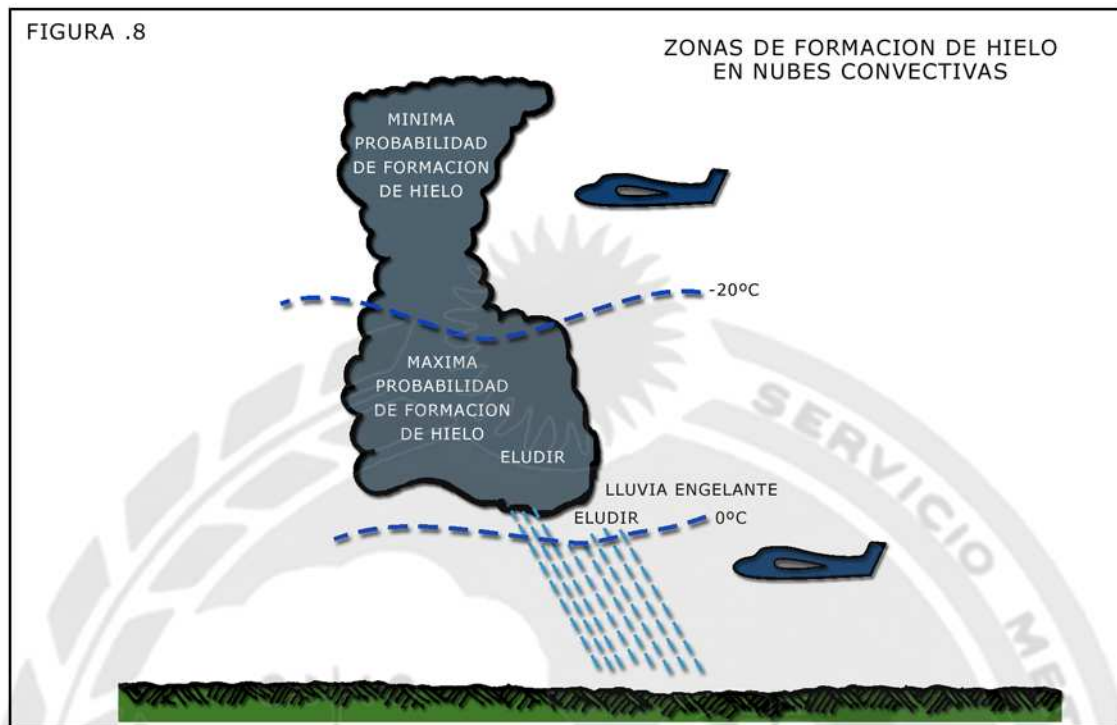 FIGURA .8
ZONAS DE FORMACION DE HIELO
EN NUBES CONVECTIVAS
MINIMA
PROBABILIDAD
DE FORMACION
DE HIELO
-20ºC
MAXIMA
PROBABILIDAD
DE FORMACION
DE HIELO
ELUDIR
LLUVIA ENGELANTE
ELUDIR
0ºC
SERVICIO